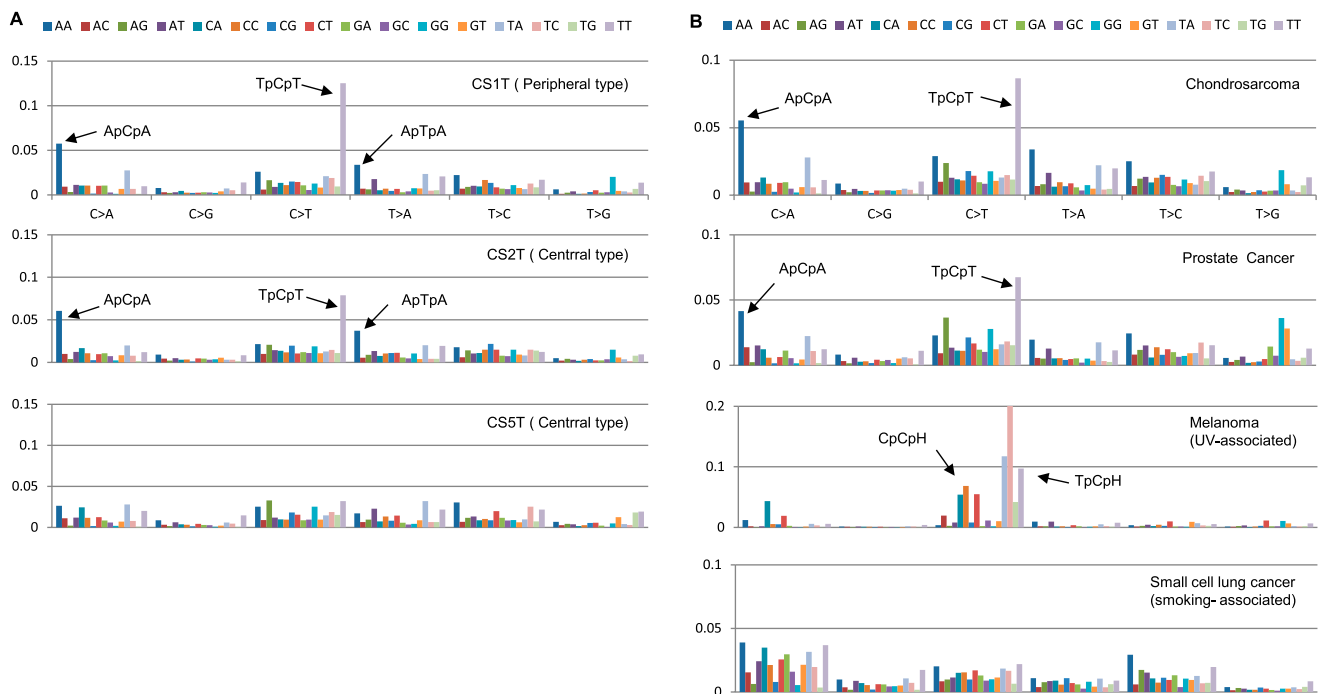 A
AA AC AG AT CA CC CG CT GA GC GG GT TA TC TG TT
0.15
CS1T ( Peripheral type)
TpCpT
0.1
ApCpA
ApTpA
0.05
0
C>A C>G C>T T>A T>C T>G
0.15
CS2T ( Centrral type)
0.1
ApCpA
TpCpT
ApTpA
0.05
0
0.15
CS5T ( Centrral type)
0.1
0.05
0
B
AA AC AG AT CA CC CG CT GA GC GG GT TA TC TG TT
0.1
Chondrosarcoma
ApCpA
TpCpT
0.05
0
C>A C>G C>T T>A T>C T>G
0.1
Prostate Cancer
ApCpA
TpCpT
0.05
0
0.2
Melanoma
(UV-associated)
CpCpH
TpCpH
0.1
0
0.1
Small cell lung cancer
(smoking- associated)
0.05
0